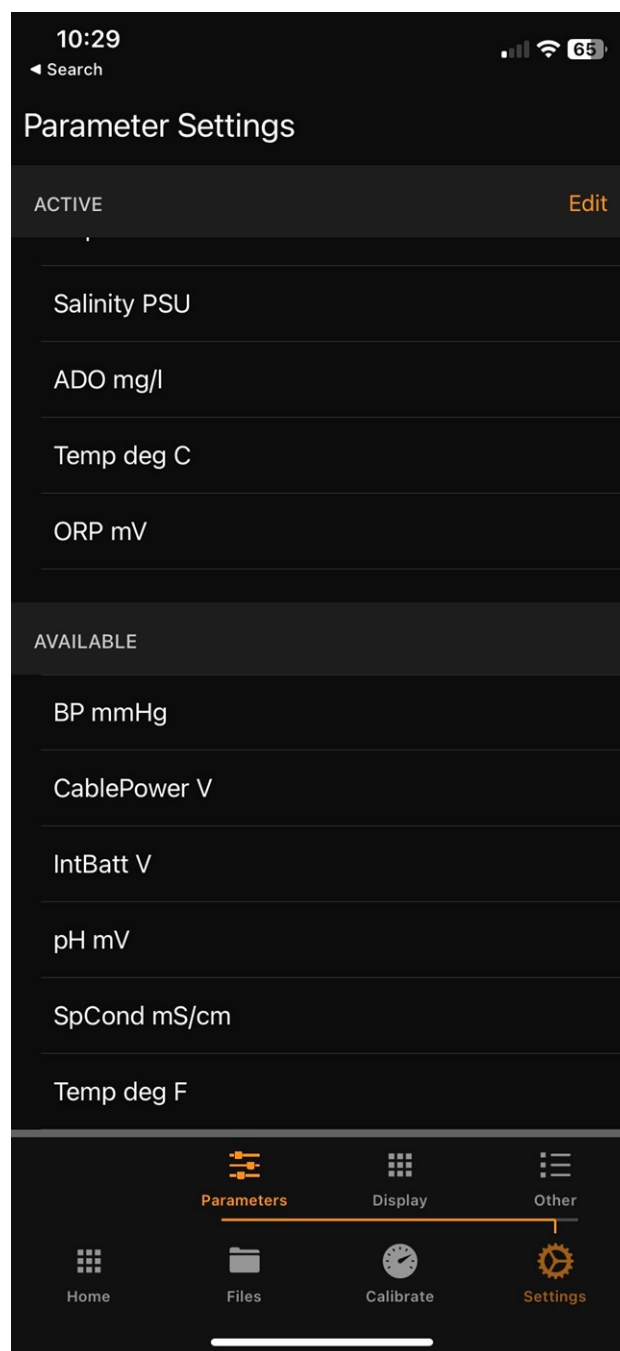 10:29
◄ Search
65
Parameter Settings
ACTIVE
Edit
Salinity PSU
ADO mg/l
Temp deg C
ORP mV
AVAILABLE
BP mmHg
CablePower V
IntBatt V
pH mV
SpCond mS/cm
Temp deg F
Parameters
Display
Other
Home
Files
Calibrate
Settings